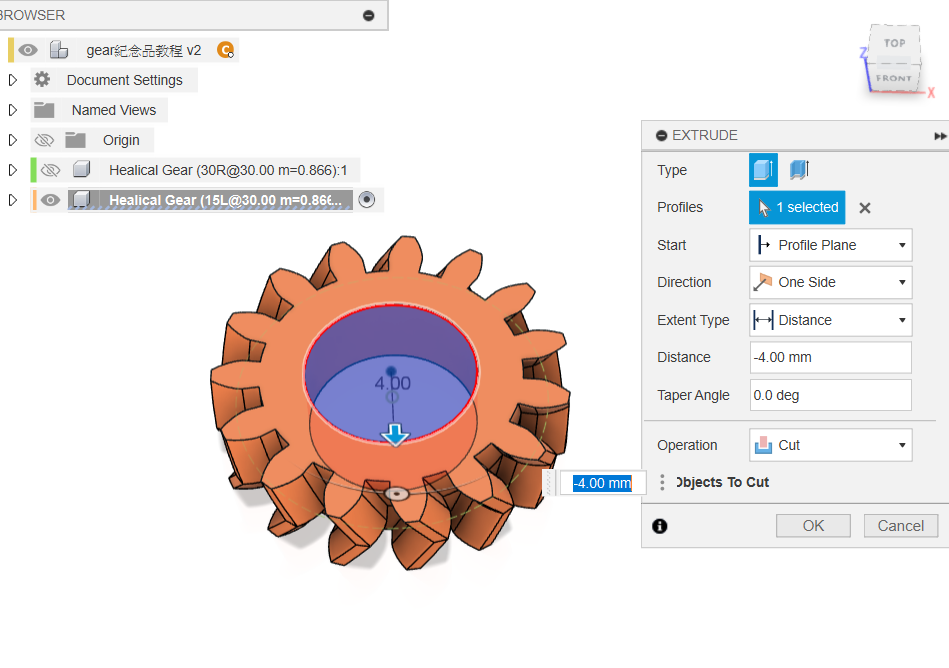 BROWSER
gear紀念品教程 v2
Document Settings
Named Views
Origin
Healical Gear (30R@30.00 m=0.866):1
Healical Gear (15L@30.00 m=0.866...
TOP
FRONT
Z
X
EXTRUDE
Type
Profiles
1 selected
Start
Profile Plane
Direction
One Side
Extent Type
Distance
Distance
-4.00 mm
Taper Angle
0.0 deg
Operation
Cut
Objects To Cut
OK
Cancel
4.00
-4.00 mm